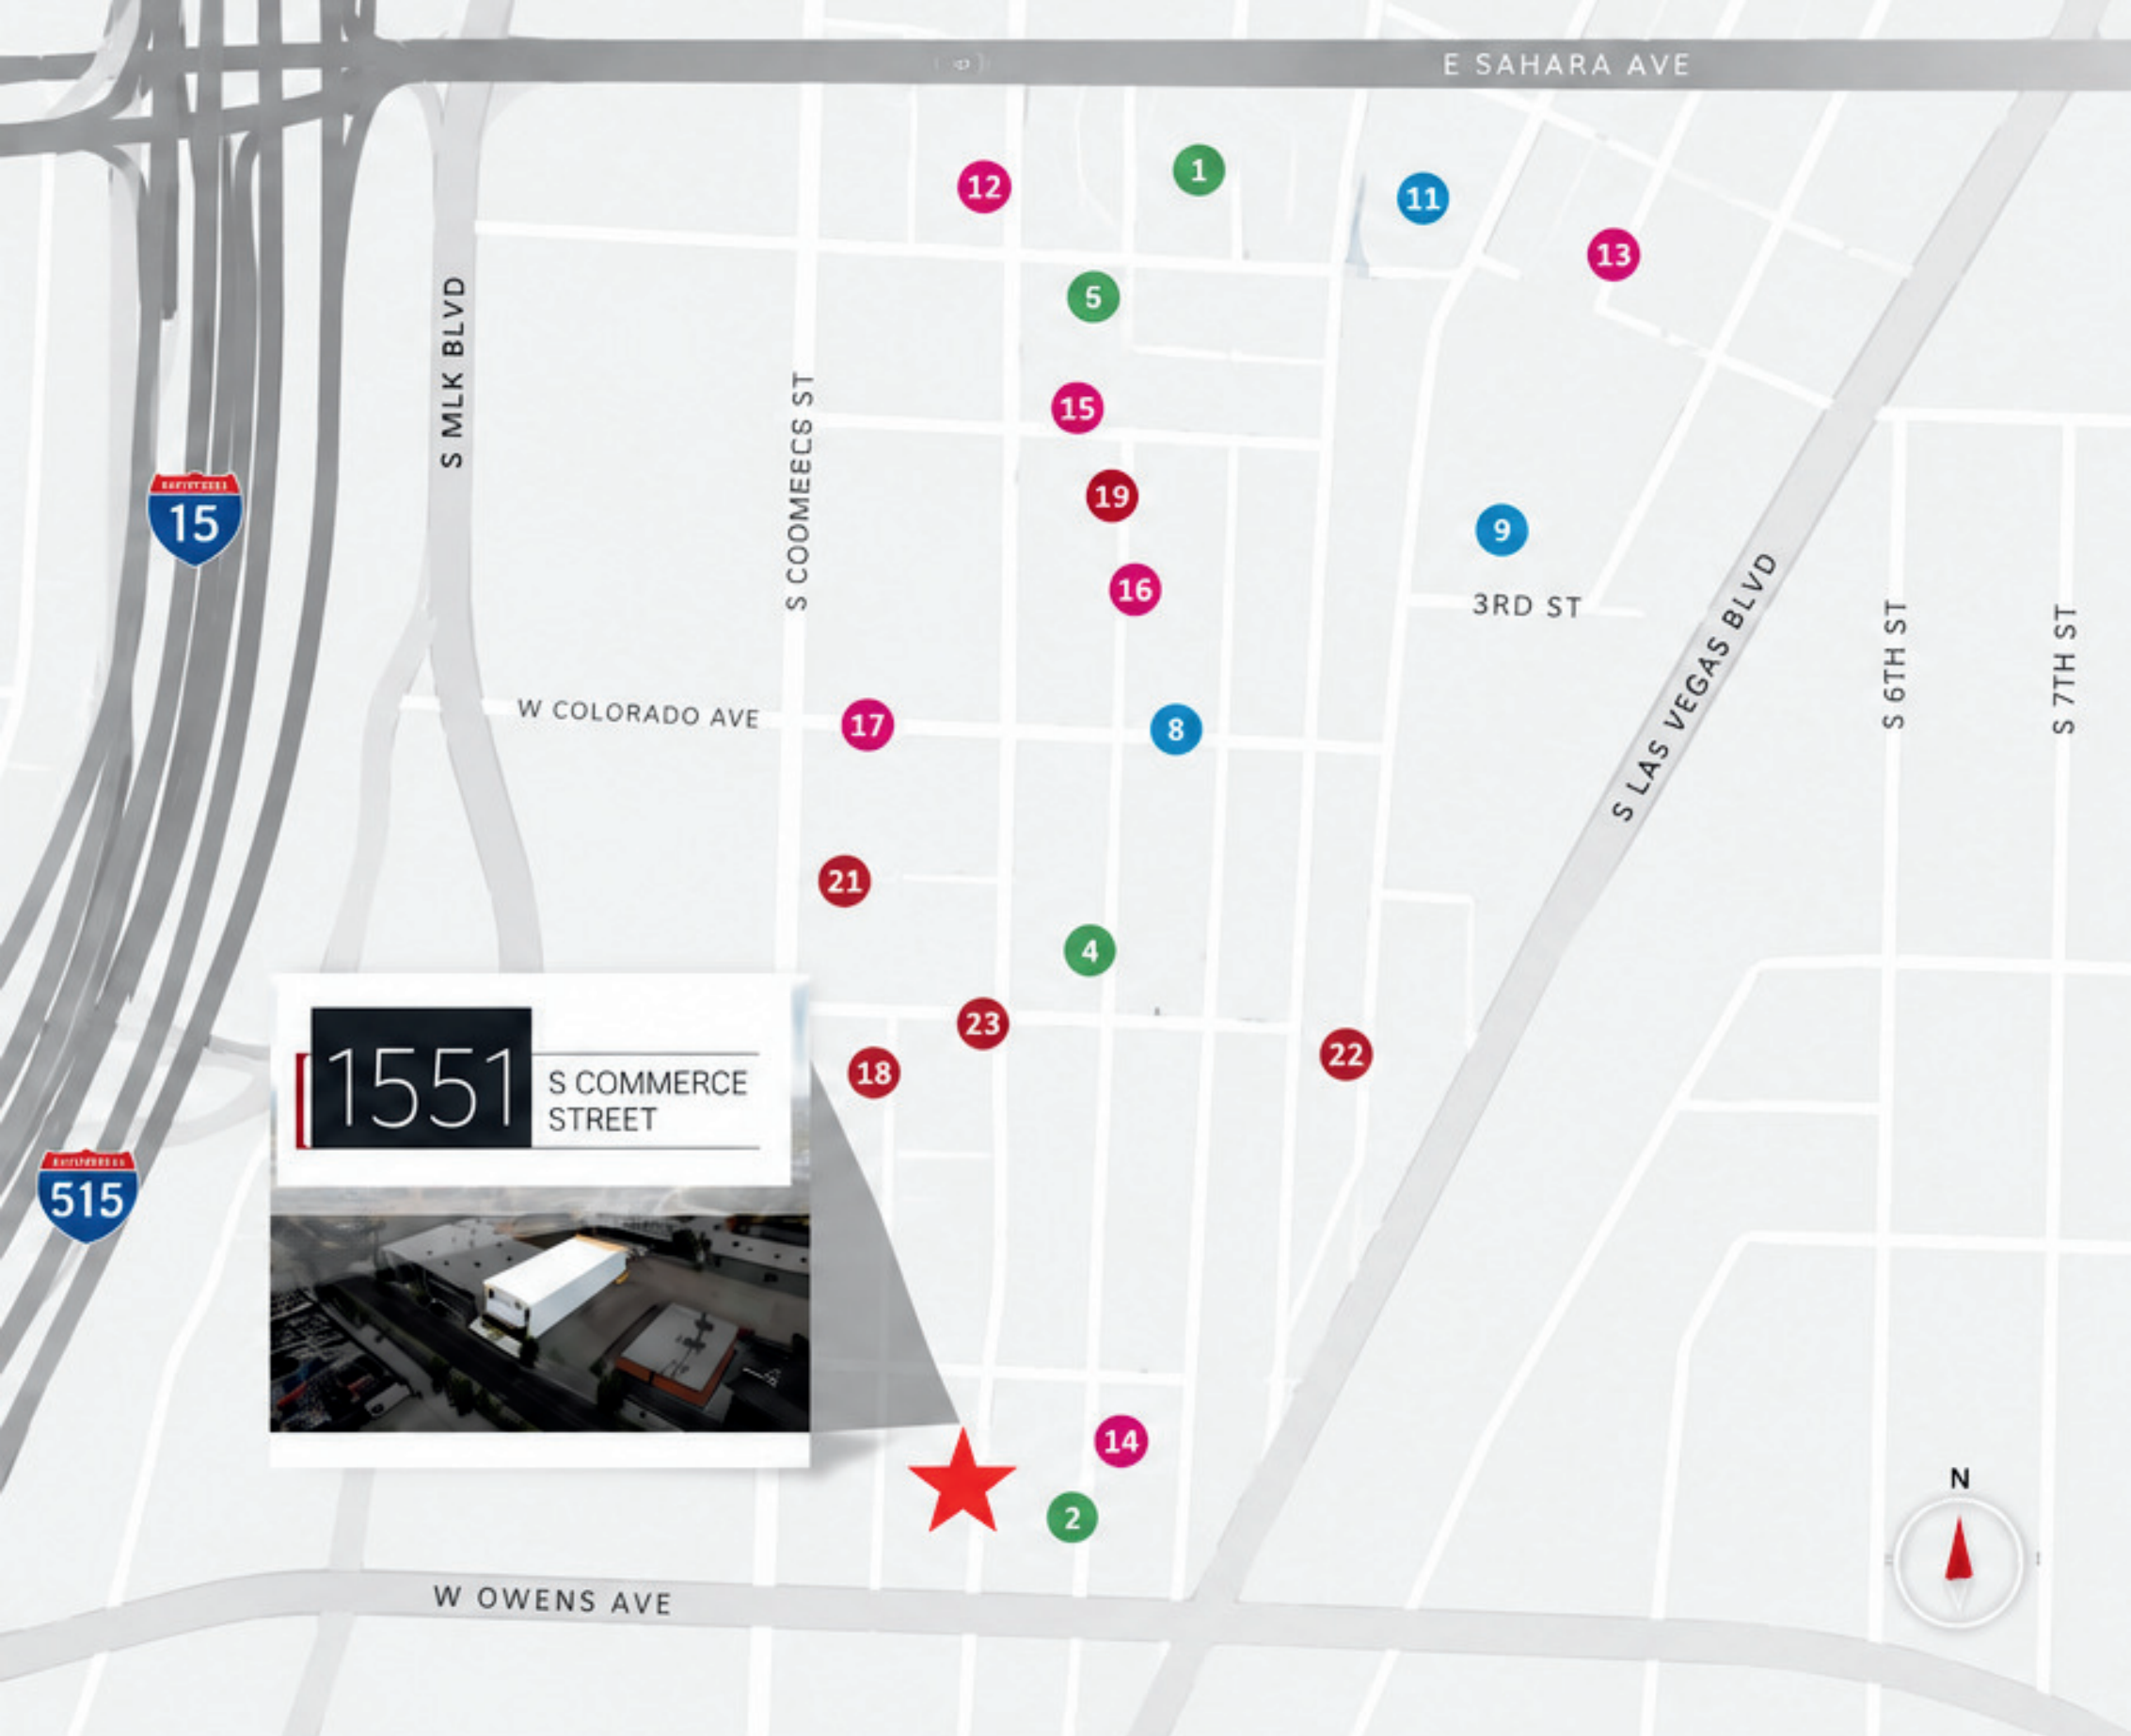 E SAHARA AVE
1
12
11
13
5
S MLK BLVD
S COOMEECS ST
15
15
19
9
16
3RD ST
S LAS VEGAS BLVD
S 6TH ST
S 7TH ST
W COLORADO AVE
17
8
21
4
23
22
18
1551
S COMMERCE
STREET
515
14
2
N
W OWENS AVE